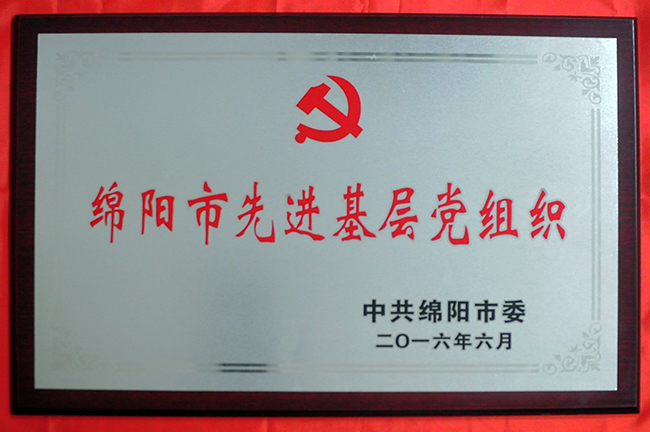 绵阳市先进基层党组织
中共绵阳市委
二〇一六年六月